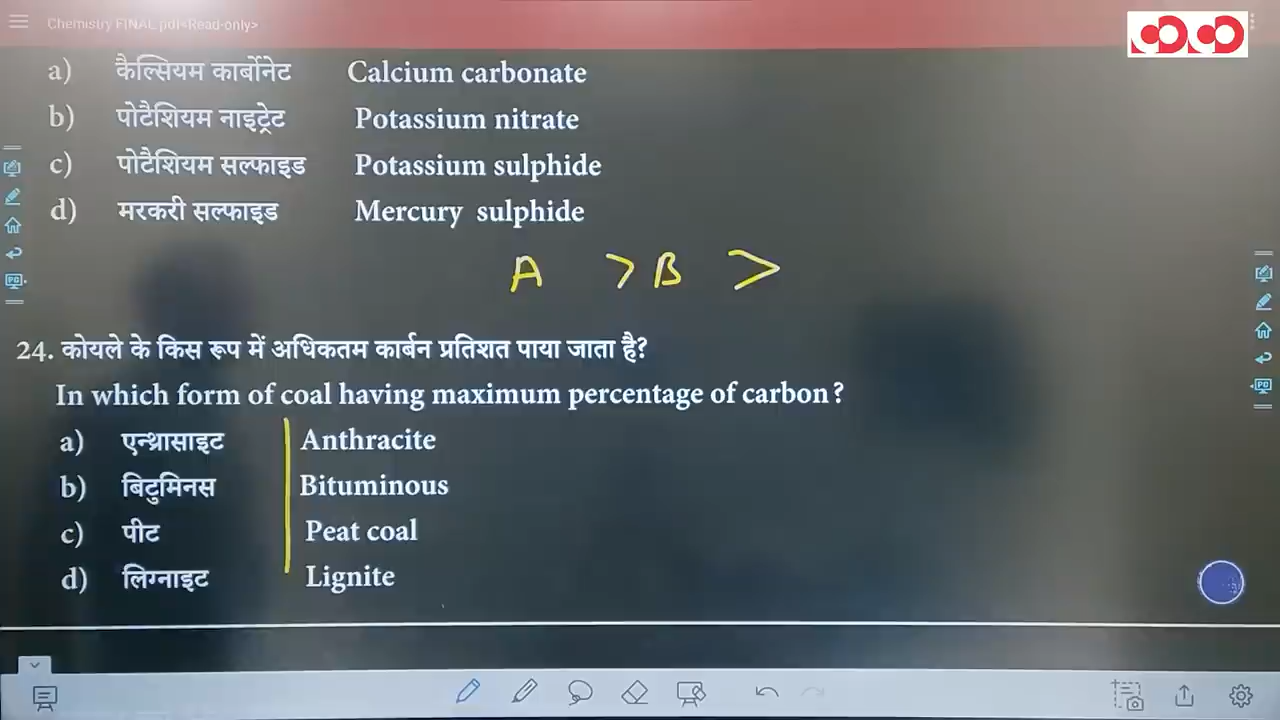 Chemistry FINAL.pdf<Read-only>
a) कैल्सियम कार्बोनेट Calcium carbonate
b) पोटैशियम नाइट्रेट Potassium nitrate
c) पोटैशियम सल्फाइड Potassium sulphide
d) मरकरी सल्फाइड Mercury sulphide
A > B >
24. कोयले के किस रूप में अधिकतम कार्बन प्रतिशत पाया जाता है?
In which form of coal having maximum percentage of carbon?
a) एन्थ्रासाइट Anthracite
b) बिटुमिनस Bituminous
c) पीट Peat coal
d) लिग्नाइट Lignite